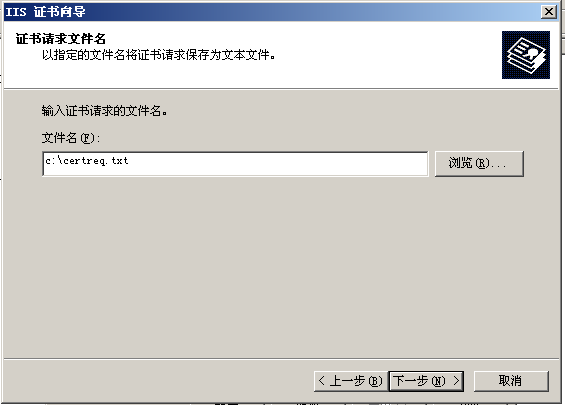 IIS 证书向导
证书请求文件名
以指定的文件名将证书请求保存为文本文件。
输入证书请求的文件名。
文件名(F):
c:\certreq.txt
浏览(R)...
< 上一步(B) 下一步(N) > 取消